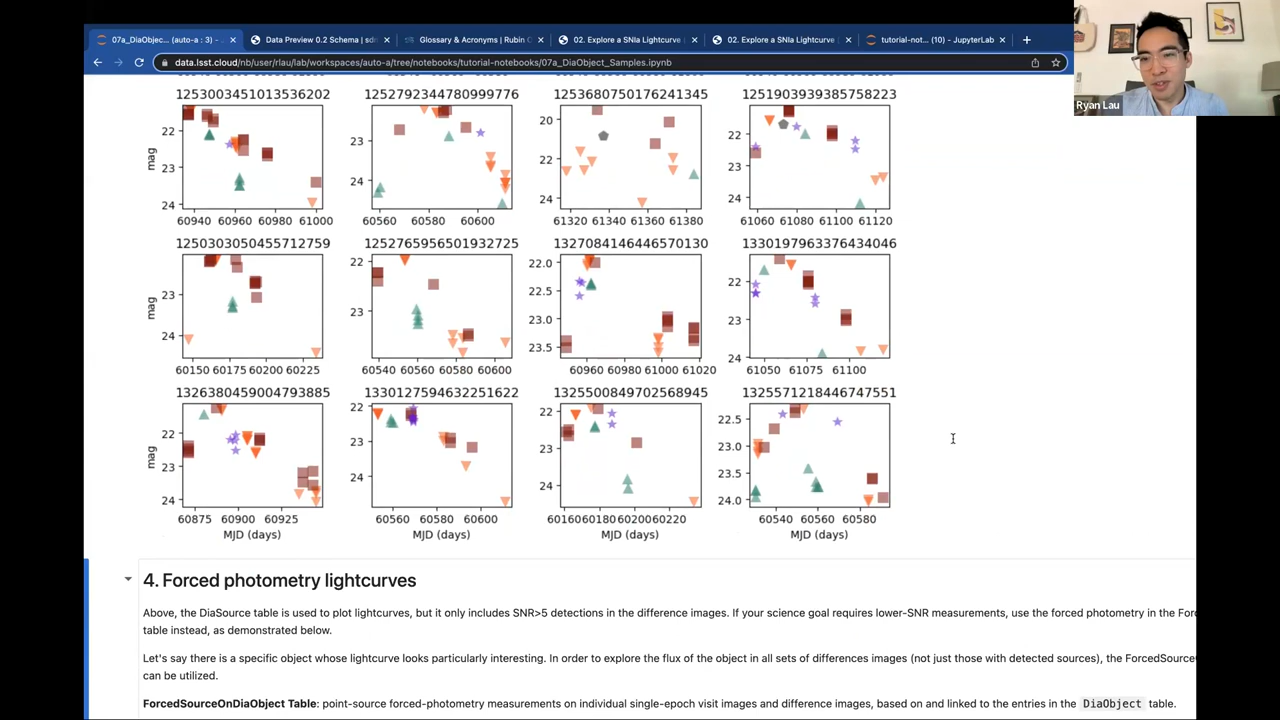 07a_DiaObjec… (auto-a : 3) -
Data Preview 0.2 Schema | sd
Glossary & Acronyms | Rubin C
02. Explore a SNIa Lightcurve
02. Explore a SNIa Lightcurve
tutorial-not… (10) - JupyterLab
data.lsst.cloud/nb/user/rlau/lab/workspaces/auto-a/tree/notebooks/tutorial-notebooks/07a_DiaObject_Samples.ipynb
Ryan Lau
1253003451013536202 1252792344780999776 1253680750176241345 1251903939385758223
mag
22
23
24
60940 60960 60980 61000
23
24
60560 60580 60600
20
22
24
61320 61340 61360 61380
22
23
24
61060 61080 61100 61120
1250303050455712759 1252765956501932725 1327084146446570130 1330197963376434046
mag
23
24
60150 60175 60200 60225
22
23
24
60540 60560 60580 60600
22.0
22.5
23.0
23.5
60960 60980 61000 61020
22
23
24
61050 61075 61100
1326380459004793885 1330127594632251622 1325500849702568945 1325571218446747551
mag
22
23
24
60875 60900 60925
MJD (days)
22
23
24
60560 60580 60600
MJD (days)
22
23
24
60160 60180 60200 60220
MJD (days)
22.5
23.0
23.5
24.0
60540 60560 60580
MJD (days)
4. Forced photometry lightcurves
Above, the DiaSource table is used to plot lightcurves, but it only includes SNR>5 detections in the difference images. If your science goal requires lower-SNR measurements, use the forced photometry in the Forc
table instead, as demonstrated below.
Let's say there is a specific object whose lightcurve looks particularly interesting. In order to explore the flux of the object in all sets of differences images (not just those with detected sources), the ForcedSource
can be utilized.
ForcedSourceOnDiaObject Table: point-source forced-photometry measurements on individual single-epoch visit images and difference images, based on and linked to the entries in the DiaObject table.